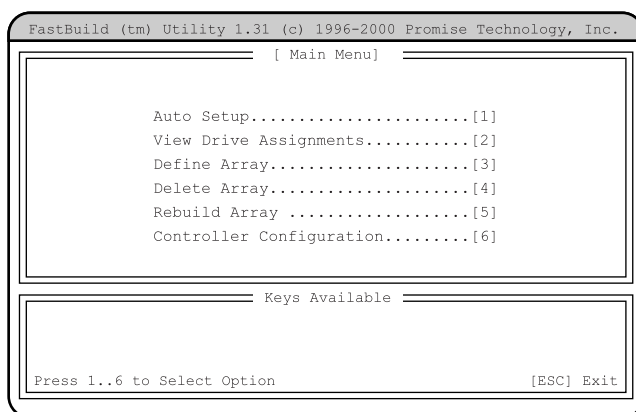 FastBuild (tm) Utility 1.31 (c) 1996-2000 Promise Technology, Inc.
[ Main Menu]
Auto Setup.......................[1]
View Drive Assignments...........[2]
Define Array.....................[3]
Delete Array.....................[4]
Rebuild Array ...................[5]
Controller Configuration.........[6]
Keys Available
Press 1..6 to Select Option [ESC] Exit